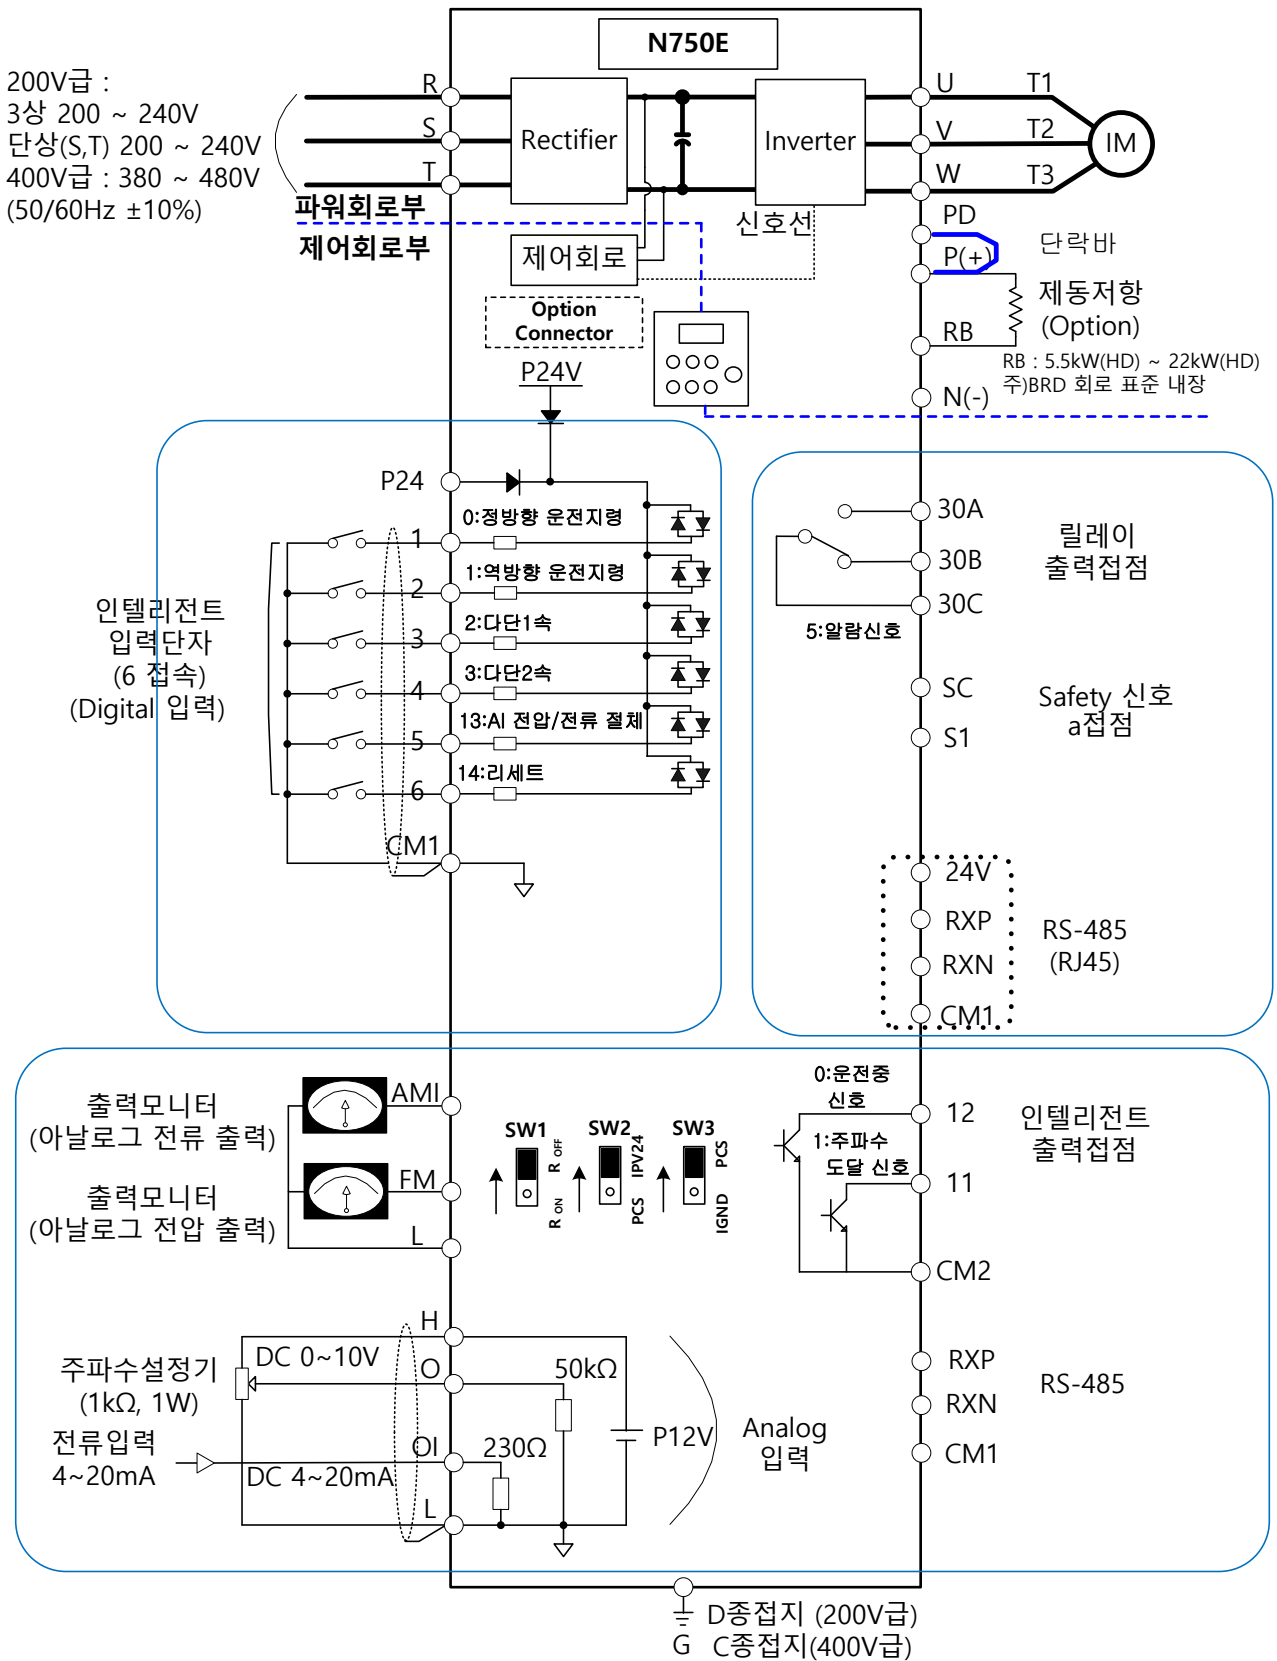 N750E
200V급 :
3상 200 ~ 240V
단상(S,T) 200 ~ 240V
400V급 : 380 ~ 480V
(50/60Hz ±10%)
R
S
T
Rectifier
Inverter
U
V
W
T1
T2
T3
IM
파워회로부
제어회로부
제어회로
신호선
PD
P(+)
단락바
제동저항
(Option)
RB
RB : 5.5kW(HD) ~ 22kW(HD)
주)BRD 회로 표준 내장
N(-)
Option
Connector
P24V
P24
0:정방향 운전지령
1
1:역방향 운전지령
2
2:다단1속
3
3:다단2속
4
13:AI 전압/전류 절체
5
14:리세트
6
CM1
인텔리전트
입력단자
(6 접속)
(Digital 입력)
30A
30B
30C
릴레이
출력접점
5:알람신호
SC
S1
Safety 신호
a접점
24V
RXP
RXN
CM1
RS-485
(RJ45)
출력모니터
(아날로그 전류 출력)
AMI
출력모니터
(아날로그 전압 출력)
FM
L
SW1
R OFF
R ON
SW2
IPV24
PCS
SW3
PCS
IGND
0:운전중
신호
1:주파수
도달 신호
12
11
CM2
인텔리전트
출력접점
H
DC 0~10V
O
50kΩ
주파수설정기
(1kΩ, 1W)
전류입력
4~20mA
OI
230Ω
DC 4~20mA
L
P12V
Analog
입력
RXP
RXN
CM1
RS-485
D종접지 (200V급)
G
C종접지(400V급)